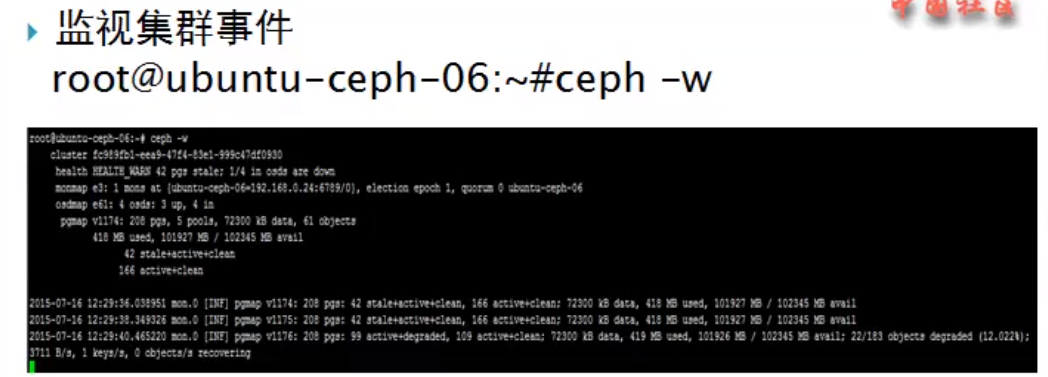 中国社区
监视集群事件
root@ubuntu-ceph-06:~#ceph -w
root@ubuntu-ceph-06:~# ceph -w
cluster fc989fb1-eea9-47f4-83e1-999c47df0930
health HEALTH_WARN 42 pgs stale; 1/4 in osds are down
monmap e3: 1 mons at {ubuntu-ceph-06=192.168.0.24:6789/0}, election epoch 1, quorum 0 ubuntu-ceph-06
osdmap e61: 4 osds: 3 up, 4 in
pgmap v1174: 208 pgs, 5 pools, 72300 kB data, 61 objects
418 MB used, 101927 MB / 102345 MB avail
42 stale+active+clean
166 active+clean
2015-07-16 12:29:36.038951 mon.0 [INF] pgmap v1174: 208 pgs: 42 stale+active+clean, 166 active+clean; 72300 kB data, 418 MB used, 101927 MB / 102345 MB avail
2015-07-16 12:29:38.349326 mon.0 [INF] pgmap v1175: 208 pgs: 42 stale+active+clean, 166 active+clean; 72300 kB data, 418 MB used, 101927 MB / 102345 MB avail
2015-07-16 12:29:40.465220 mon.0 [INF] pgmap v1176: 208 pgs: 99 active+degraded, 109 active+clean; 72300 kB data, 419 MB used, 101926 MB / 102345 MB avail; 22/183 objects degraded (12.022%);
3711 B/s, 1 keys/s, 0 objects/s recovering